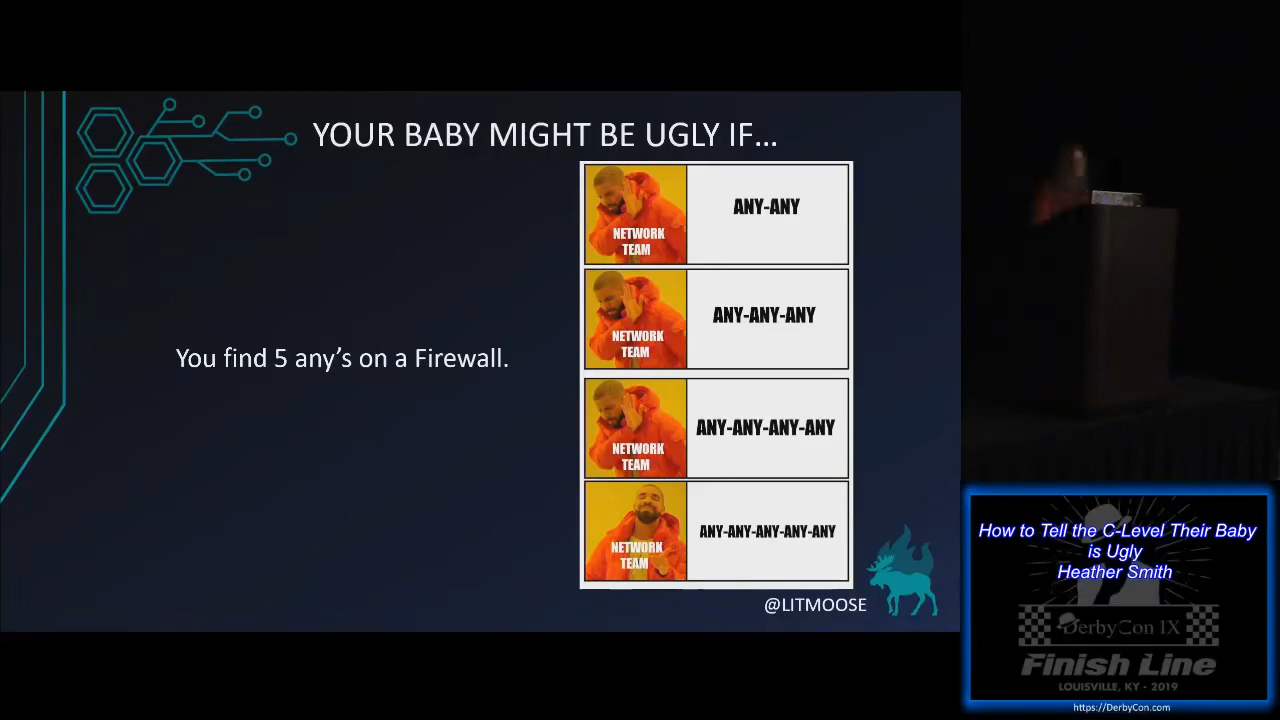 YOUR BABY MIGHT BE UGLY IF...
You find 5 any's on a Firewall.
NETWORK
TEAM
ANY-ANY
NETWORK
TEAM
ANY-ANY-ANY
NETWORK
TEAM
ANY-ANY-ANY-ANY
NETWORK
TEAM
ANY-ANY-ANY-ANY-ANY
@LITMOOSE
How to Tell the C-Level Their Baby
is Ugly
Heather Smith
DerbyCon IX
Finish Line
LOUISVILLE, KY - 2019
https://DerbyCon.com